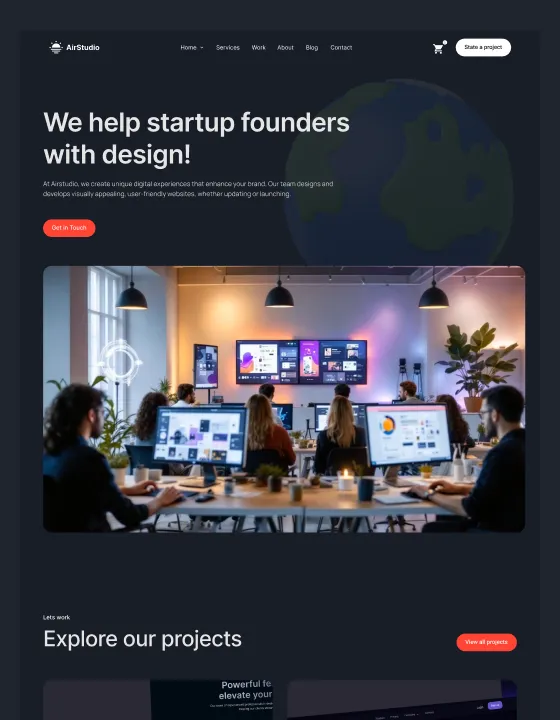 AirStudio
Home
Services
Work
About
Blog
Contact
State a project
We help startup founders
with design!
At Airstudio, we create unique digital experiences that enhance your brand. Our team designs and
develops visually appealing, user-friendly websites, whether updating or launching.
Get in Touch
Lets work
Explore our projects
View all projects
Powerful fe
elevate your